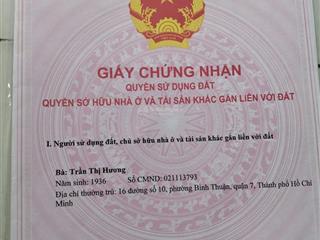 GIẤY CHỨNG NHẬN
QUYỀN SỬ DỤNG ĐẤT
QUYỀN SỞ HỮU NHÀ Ở VÀ TÀI SẢN KHÁC GẮN LIỀN VỚI ĐẤT
I. Người sử dụng đất, chủ sở hữu nhà ở và tài sản khác gắn liền với đất
Bà: Trần Thị Hương
Năm sinh: 1936 Số CMND: 021113793
Địa chỉ thường trú: 16 đường số 10, phường Bình Thuận, quận 7, Thành phố Hồ Chí
Minh